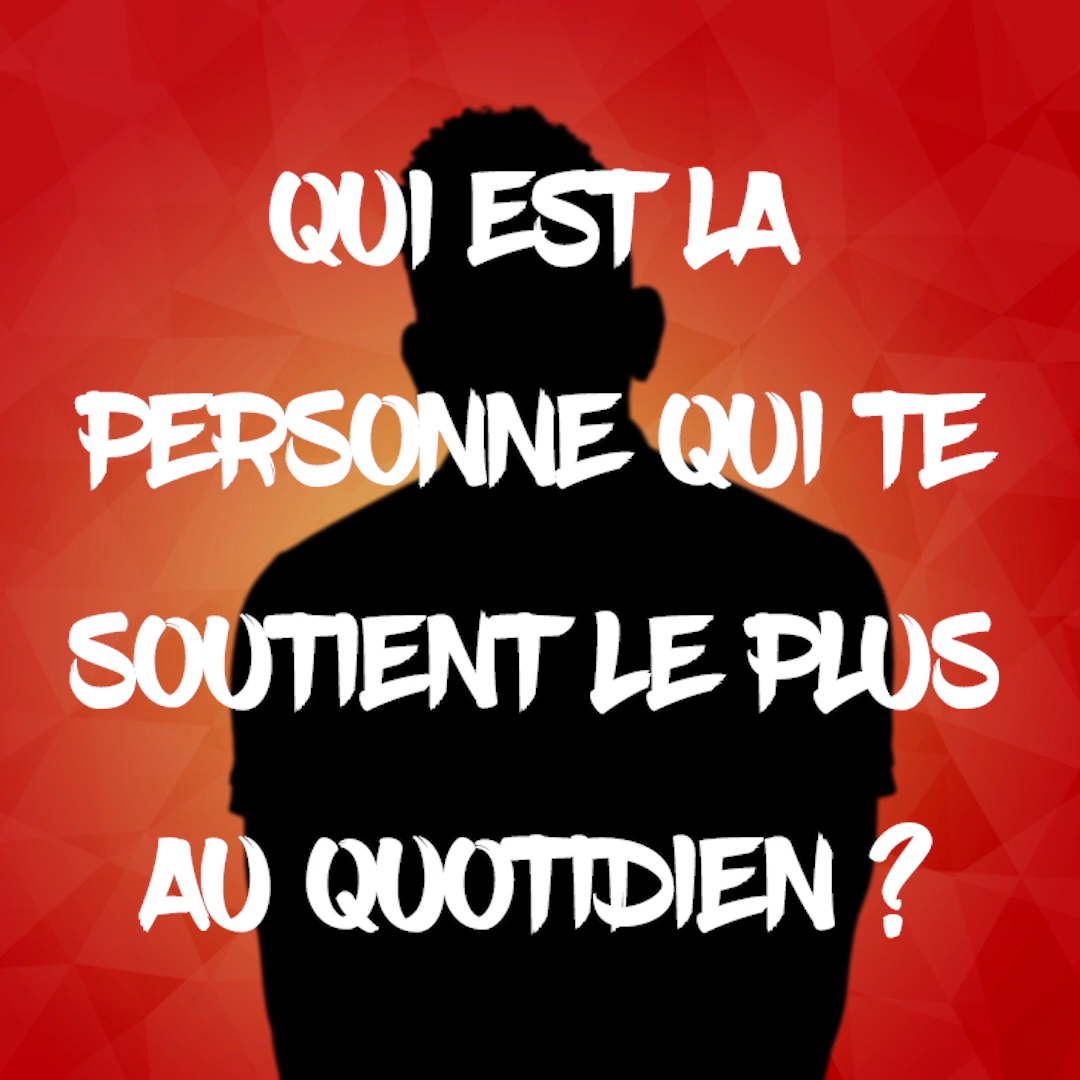 QUI EST LA
PERSONNE QUI TE
SOUTIENT LE PLUS
AU QUOTIDIEN ?